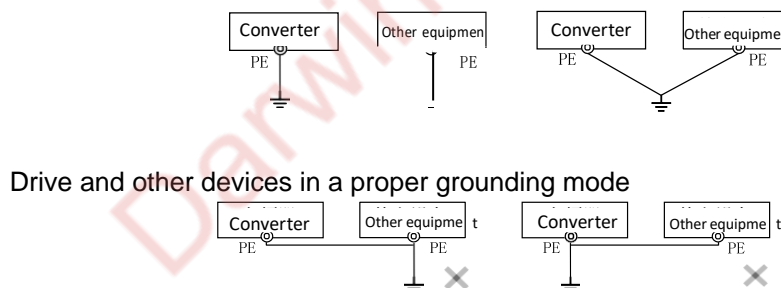 Converter Other equipmen Converter Other equipme
PE PE PE PE
Drive and other devices in a proper grounding mode
Converter Other equipme t Converter Other equipme t
PE PE PE PE
Darwin